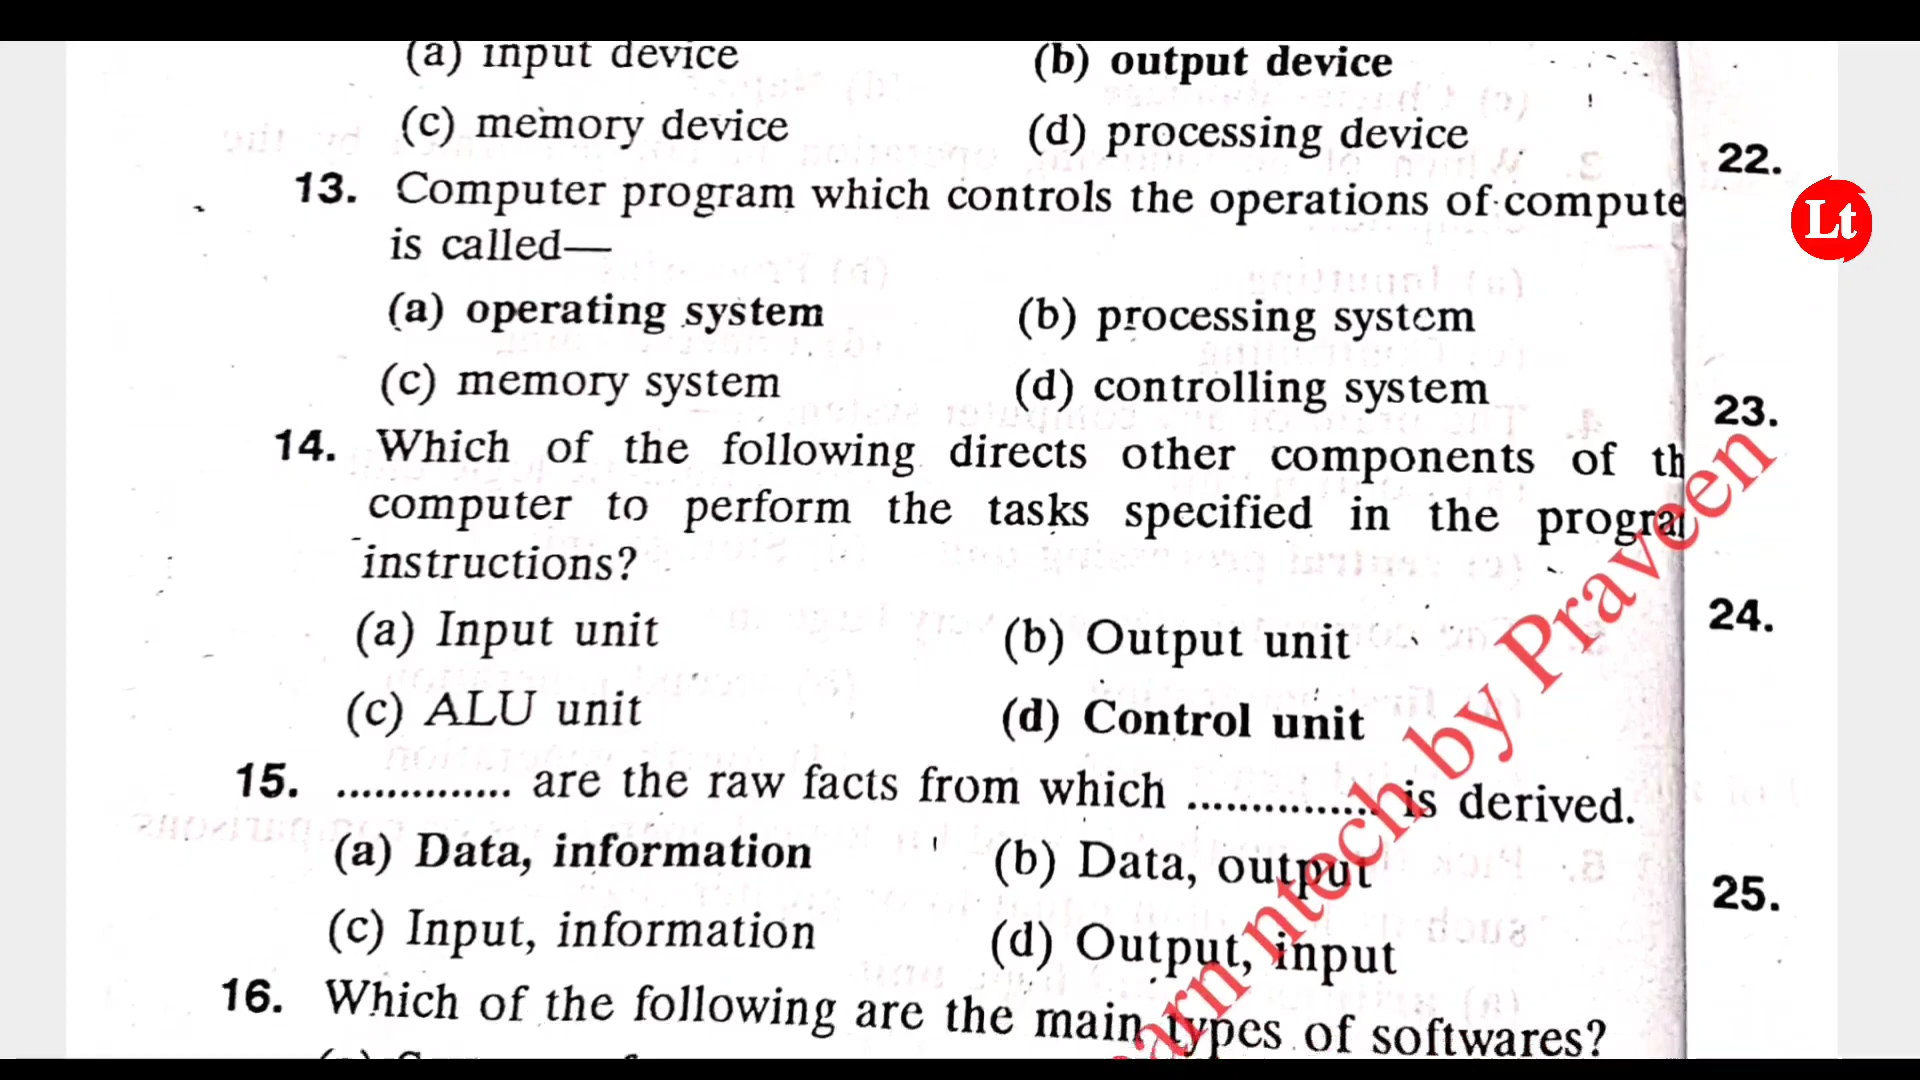 (a) input device (b) output device
(c) memory device (d) processing device
22.
13. Computer program which controls the operations of compute
is called—
Lt
(a) operating system (b) processing system
(c) memory system (d) controlling system
23.
14. Which of the following directs other components of th
computer to perform the tasks specified in the progra
instructions?
(a) Input unit (b) Output unit
24.
(c) ALU unit (d) Control unit
15. .............. are the raw facts from which ............... is derived.
(a) Data, information (b) Data, output
25.
(c) Input, information (d) Output, input
16. Which of the following are the main types of softwares?
arn ntech by Praveen